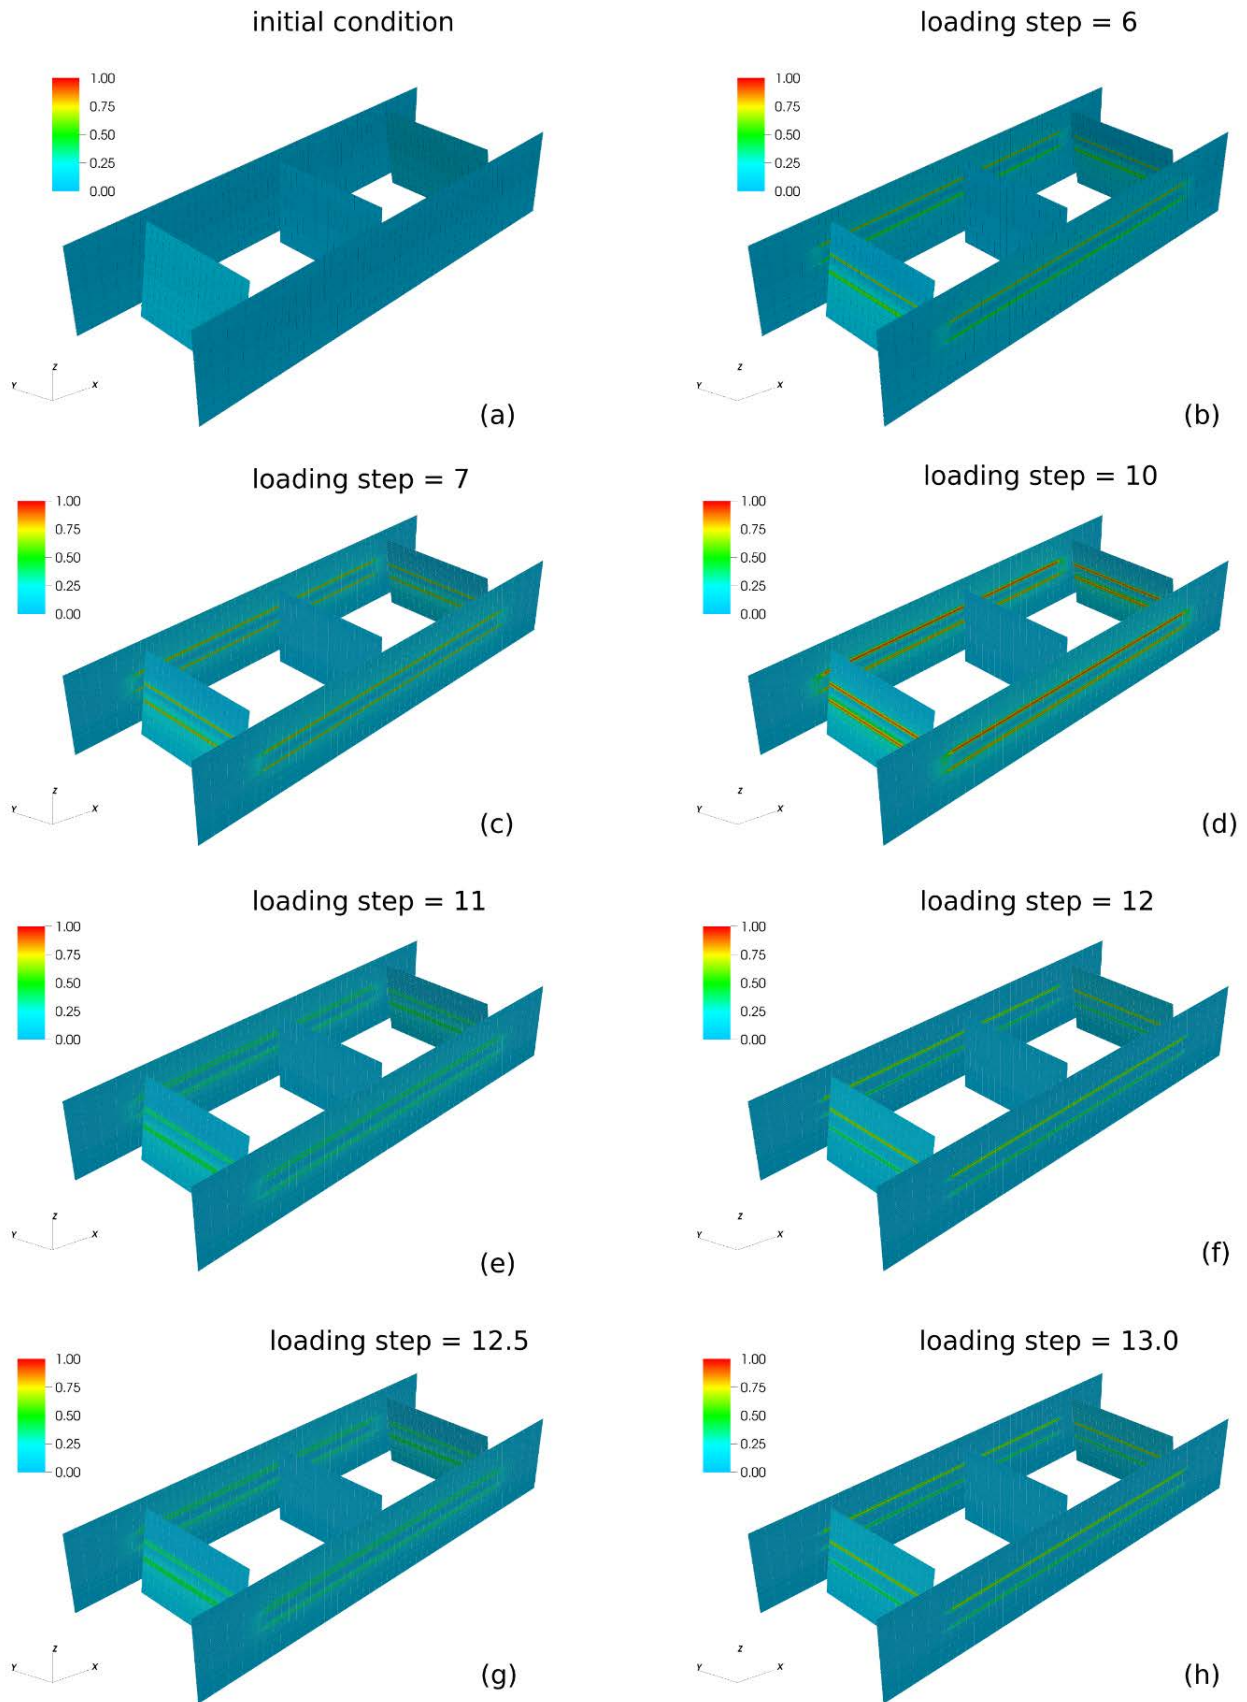 initial condition
loading step = 6
1.00
0.75
0.50
0.25
0.00
Z
Y
X
(a)
1.00
0.75
0.50
0.25
0.00
Z
Y
X
(b)
loading step = 7
loading step = 10
1.00
0.75
0.50
0.25
0.00
Z
Y
X
(c)
1.00
0.75
0.50
0.25
0.00
Z
Y
X
(d)
loading step = 11
loading step = 12
1.00
0.75
0.50
0.25
0.00
Z
Y
X
(e)
1.00
0.75
0.50
0.25
0.00
Z
Y
X
(f)
loading step = 12.5
loading step = 13.0
1.00
0.75
0.50
0.25
0.00
Z
Y
X
(g)
1.00
0.75
0.50
0.25
0.00
Z
Y
X
(h)